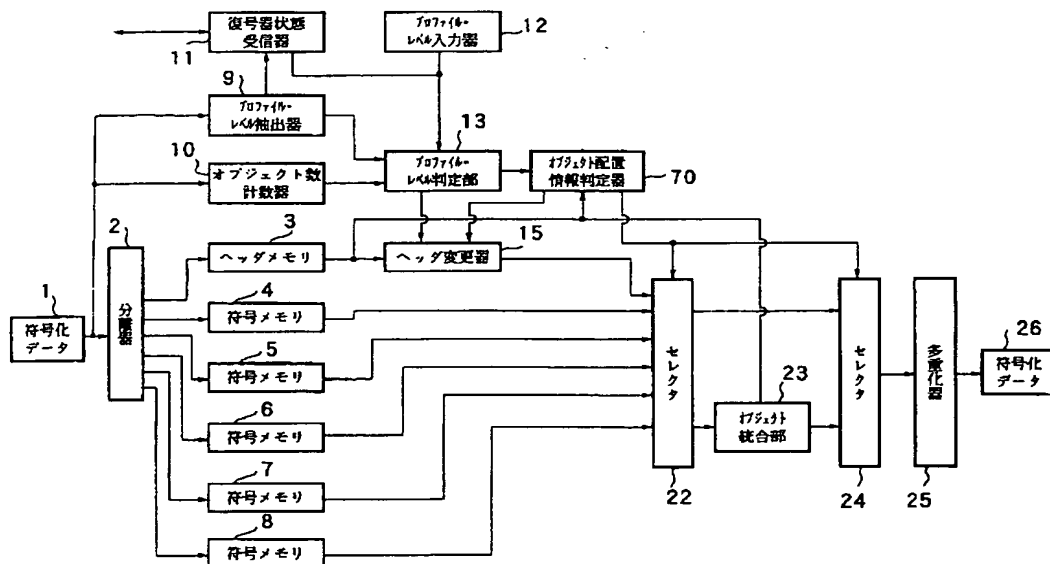 復号器状態
受信器
11
プロファイル・
レベル入力器
12
9
プロファイル・
レベル抽出器
13
プロファイル・
レベル判定部
オブジェクト配置
情報判定器
70
10
オブジェクト数
計数器
2
分離器
3
ヘッダメモリ
ヘッダ変更器
15
1
符号化
データ
4
符号メモリ
5
符号メモリ
6
符号メモリ
7
符号メモリ
8
符号メモリ
セレクタ
22
23
オブジェクト
統合部
セレクタ
24
多重化器
25
26
符号化
データ